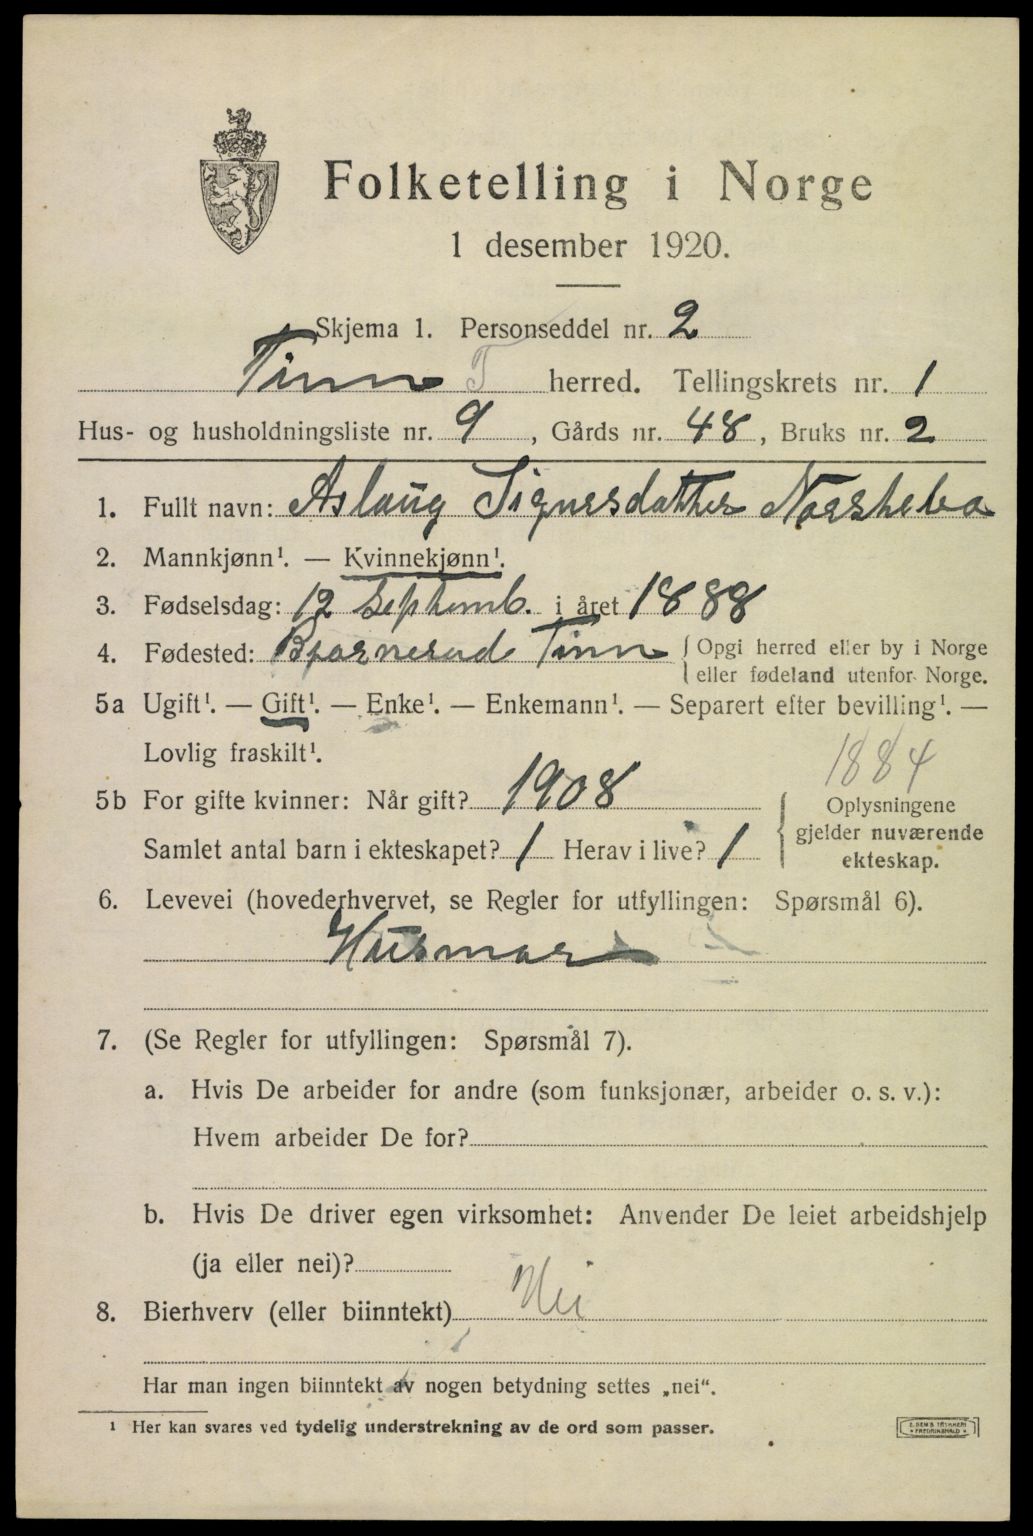 Folketelling i Norge
1 desember 1920.
Skjema 1. Personseddel nr. 2
Tinn T herred. Tellingskrets nr. 1
Hus- og husholdningsliste nr. 9, Gårds nr. 48, Bruks nr. 2
1. Fullt navn: Aslaug Signesdatter
2. Mannkjønn¹. — Kvinnekjønn¹.
3. Fødselsdag: 12 Septemb. i året 1888
4. Fødested: Bjørnerud Tinn { Opgi herred eller by i Norge
eller fødeland utenfor Norge.
5a Ugift¹. — Gift¹. — Enke¹. — Enkemann¹. — Separert efter bevilling¹. —
Lovlig fraskilt¹.
1884
5b For gifte kvinner: Når gift? 1908
Samlet antal barn i ekteskapet? 1 Herav i live? 1
Oplysningene
gjelder nuværende
ekteskap.
6. Levevei (hovederhvervet, se Regler for utfyllingen: Spørsmål 6).
Husmor
7. (Se Regler for utfyllingen: Spørsmål 7).
a. Hvis De arbeider for andre (som funksjonær, arbeider o. s. v.):
Hvem arbeider De for?
b. Hvis De driver egen virksomhet: Anvender De leiet arbeidshjelp
(ja eller nei)?
8. Bierhverv (eller biinntekt) Nei
Har man ingen biinntekt av nogen betydning settes „nei“.
¹ Her kan svares ved tydelig understrekning av de ord som passer.